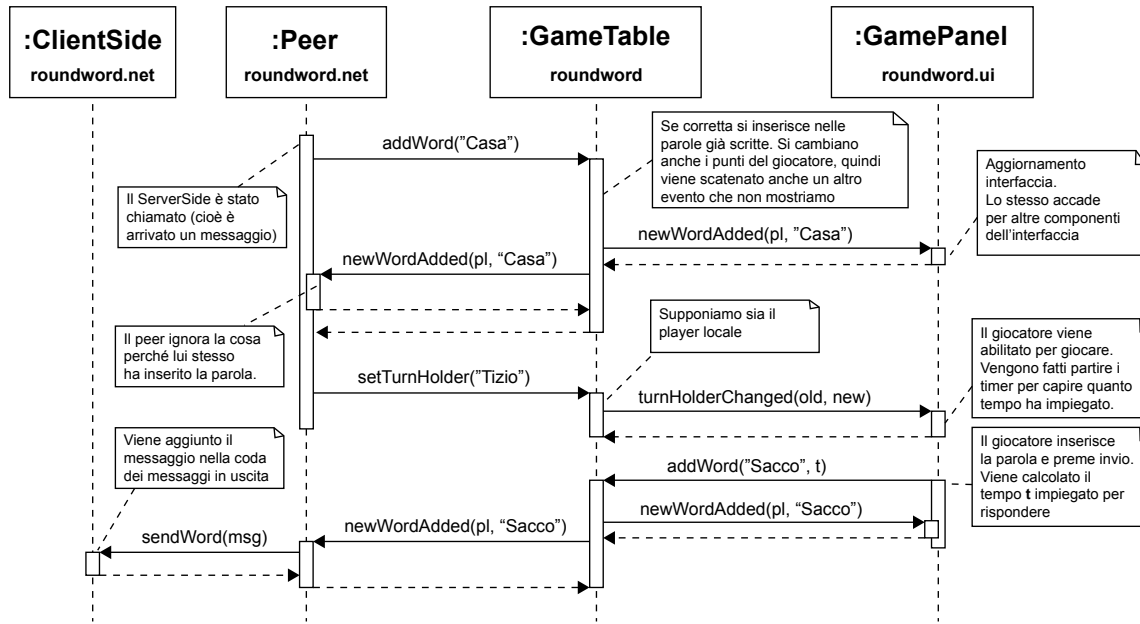 :ClientSide
roundword.net
:Peer
roundword.net
:GameTable
roundword
:GamePanel
roundword.ui
addWord("Casa")
Se corretta si inserisce nelle
parole già scritte. Si cambiano
anche i punti del giocatore, quindi
viene scatenato anche un altro
evento che non mostriamo
Aggiornamento
interfaccia.
Lo stesso accade
per altre componenti
dell'interfaccia
Il ServerSide è stato
chiamato (cioè è
arrivato un messaggio)
newWordAdded(pl, "Casa")
newWordAdded(pl, "Casa")
Il peer ignora la cosa
perché lui stesso
ha inserito la parola.
Supponiamo sia il
player locale
Il giocatore viene
abilitato per giocare.
Vengono fatti partire i
timer per capire quanto
tempo ha impiegato.
setTurnHolder("Tizio")
turnHolderChanged(old, new)
Viene aggiunto il
messaggio nella coda
dei messaggi in uscita
Il giocatore inserisce
la parola e preme invio.
Viene calcolato il
tempo t impiegato per
rispondere
addWord("Sacco", t)
newWordAdded(pl, "Sacco")
newWordAdded(pl, "Sacco")
sendWord(msg)